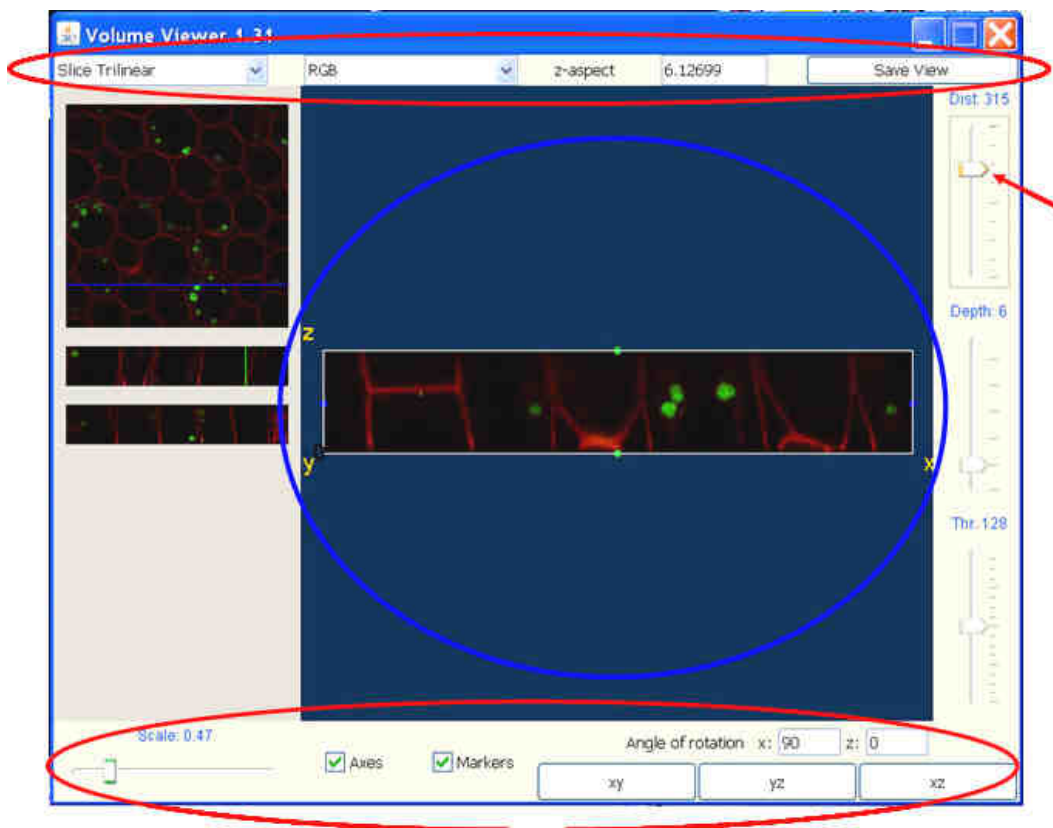 Volume Viewer 1.31
Slice Trilinear RGB z-aspect 6.12699 Save View
Dist: 315
Depth: 6
z
y x
Thr. 128
Scale: 0.47
Axes Markers Angle of rotation x: 90 z: 0
xy yz xz